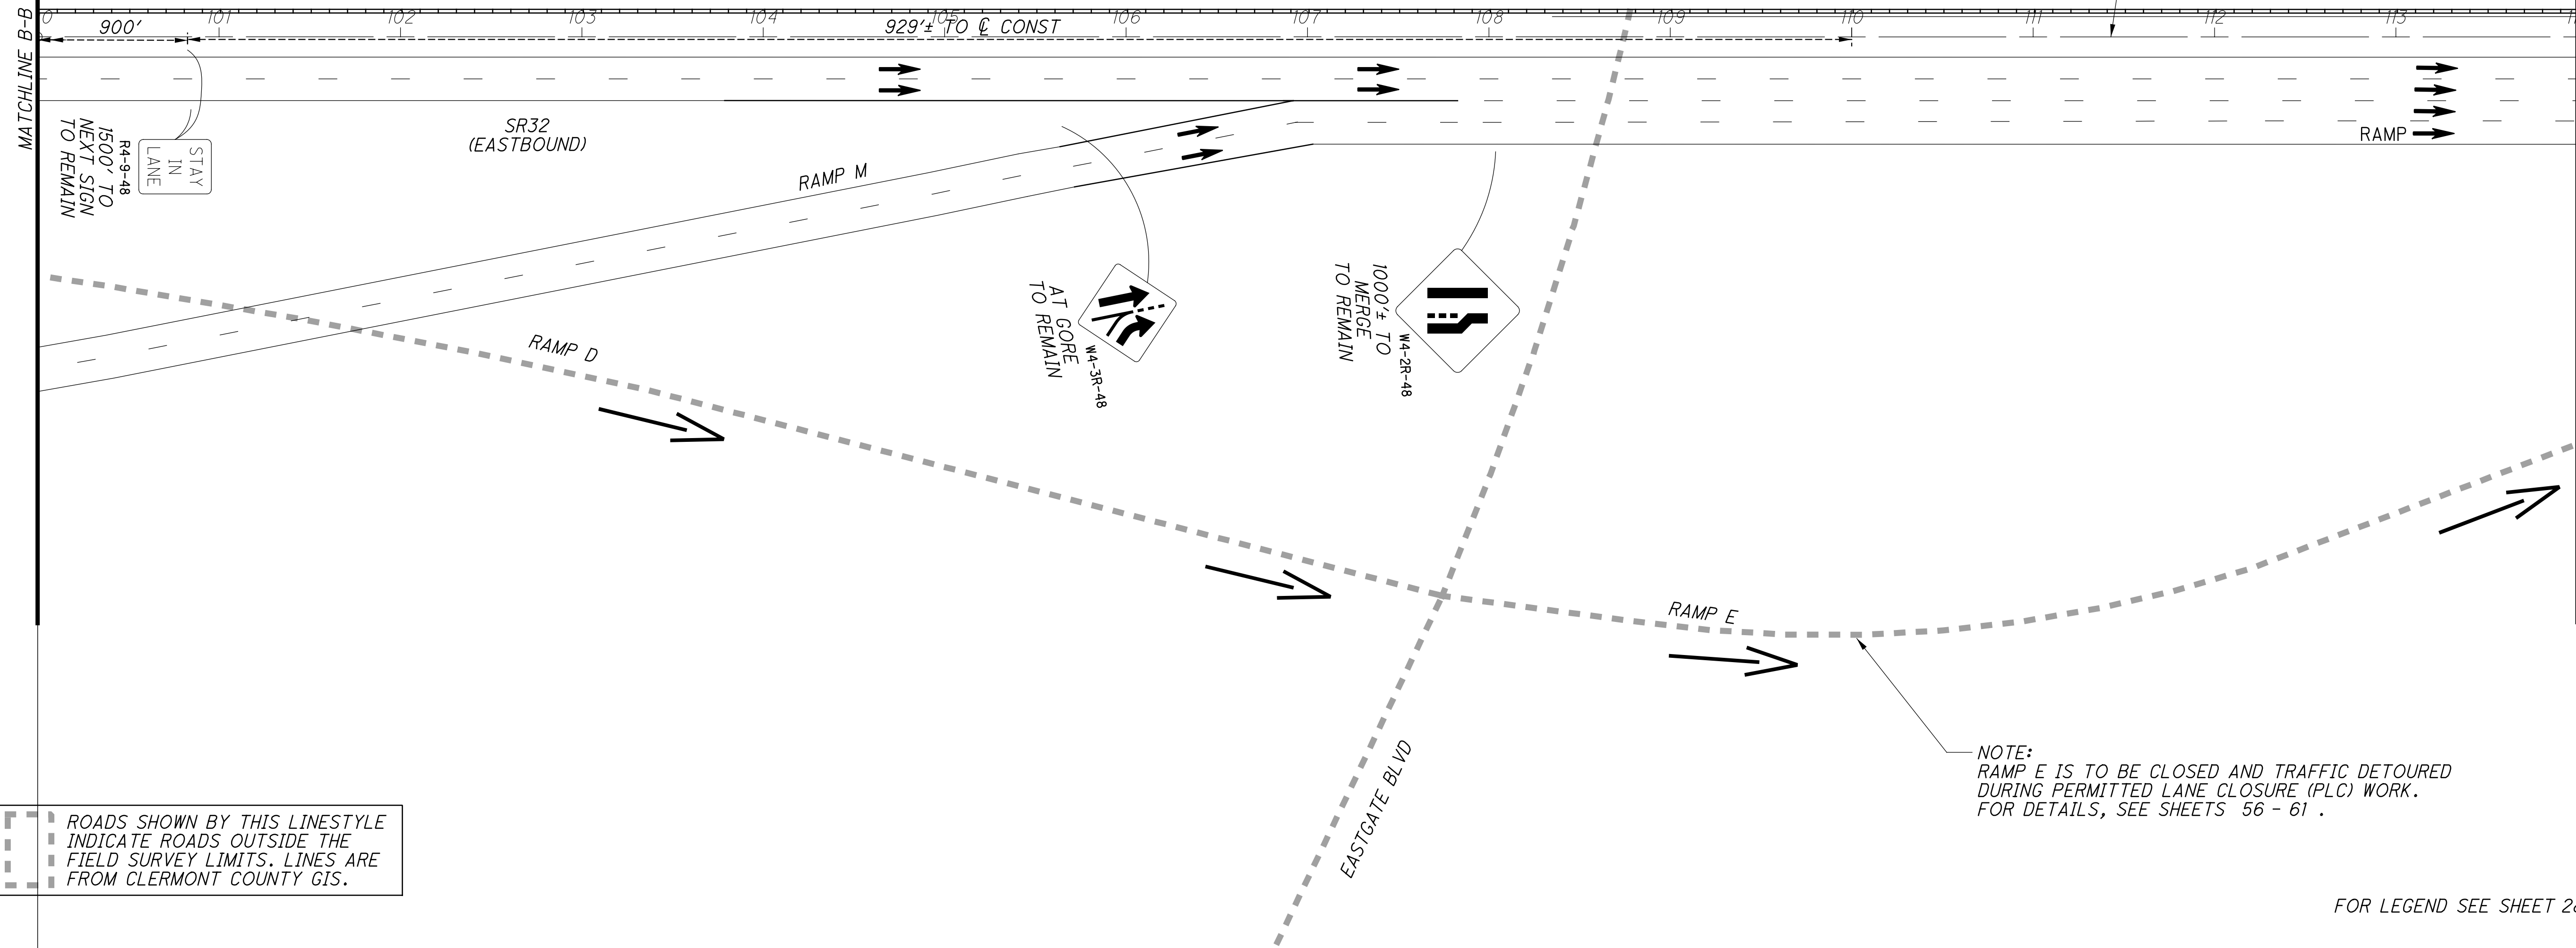 MATCHLINE B-B
900'
929'± TO ℄ CONST
101
102
103
104
105
106
107
108
109
110
111
112
113
SR32
(EASTBOUND)
STAY
IN
LANE
R4-9-48
1500' TO
NEXT SIGN
TO REMAIN
RAMP M
RAMP
AT GORE
TO REMAIN
W4-3R-48
1000'± TO
MERGE
TO REMAIN
W4-2R-48
RAMP D
RAMP E
EASTGATE BLVD
NOTE:
RAMP E IS TO BE CLOSED AND TRAFFIC DETOURED
DURING PERMITTED LANE CLOSURE (PLC) WORK.
FOR DETAILS, SEE SHEETS 56 - 61 .
ROADS SHOWN BY THIS LINESTYLE
INDICATE ROADS OUTSIDE THE
FIELD SURVEY LIMITS. LINES ARE
FROM CLERMONT COUNTY GIS.
FOR LEGEND SEE SHEET